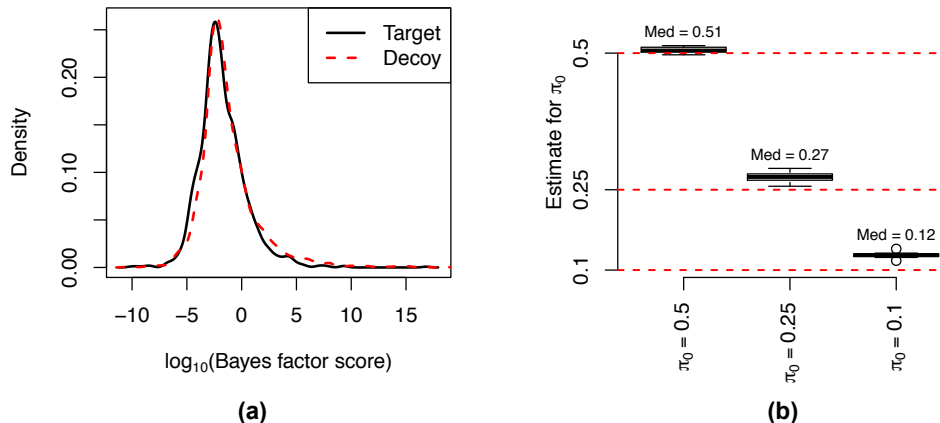 Target
Decoy
Density
0.00
0.10
0.20
−10
−5
0
5
10
15
log10(Bayes factor score)
(a)
Med = 0.51
Med = 0.27
Med = 0.12
Estimate for π0
0.5
0.25
0.1
π0 = 0.5
π0 = 0.25
π0 = 0.1
(b)